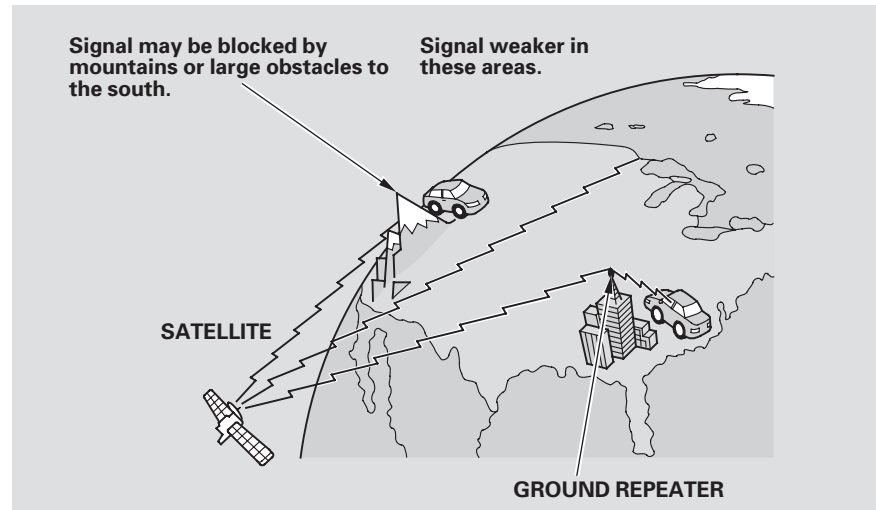 Signal may be blocked by
mountains or large obstacles to
the south.
Signal weaker in
these areas.
SATELLITE
GROUND REPEATER